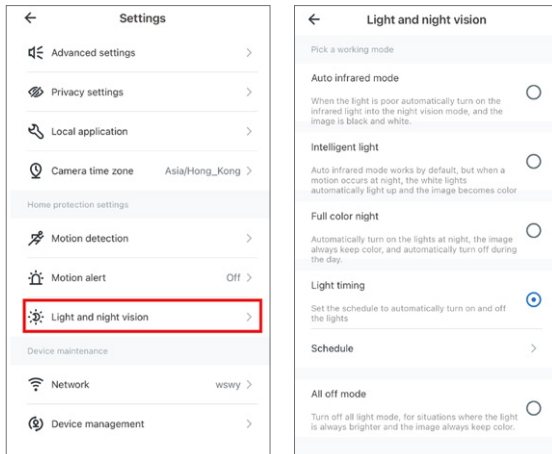 Settings
Advanced settings
Privacy settings
Local application
Camera time zone Asia/Hong_Kong
Home protection settings
Motion detection
Motion alert Off
Light and night vision
Device maintenance
Network wswy
Device management
Light and night vision
Pick a working mode
Auto infrared mode
When the light is poor automatically turn on the
infrared light into the night vision mode, and the
image is black and white.
Intelligent light
Auto infrared mode works by default, but when a
motion occurs at night, the white lights
automatically light up and the image becomes color
Full color night
Automatically turn on the lights at night, the image
always keep color, and automatically turn off during
the day.
Light timing
Set the schedule to automatically turn on and off
the lights
Schedule
All off mode
Turn off all light mode, for situations where the light
is always brighter and the image always keep color.